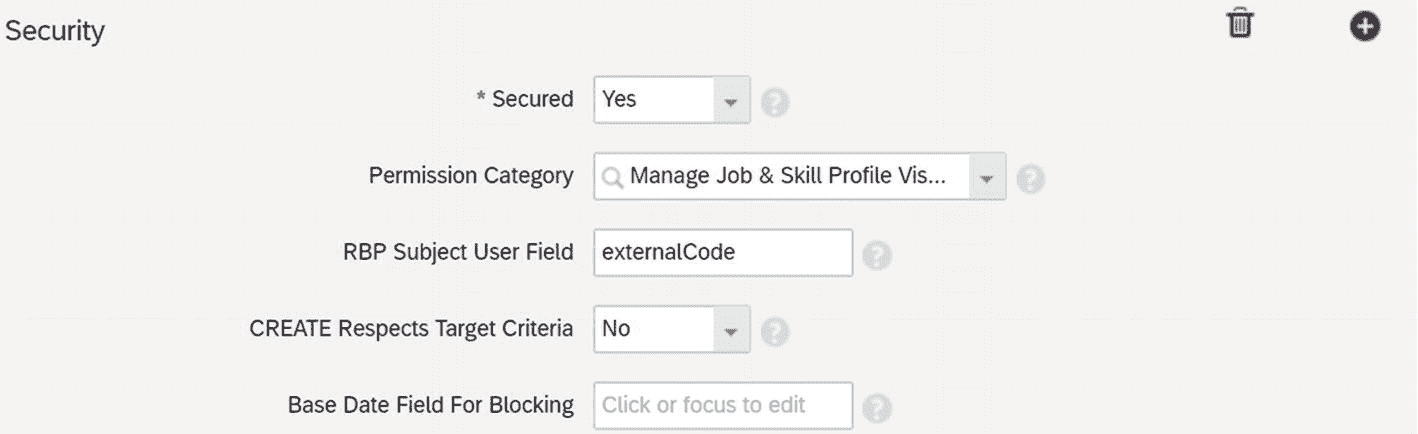 Security
* Secured Yes ?
Permission Category Manage Job & Skill Profile Vis... ?
RBP Subject User Field externalCode ?
CREATE Respects Target Criteria No ?
Base Date Field For Blocking Click or focus to edit ?